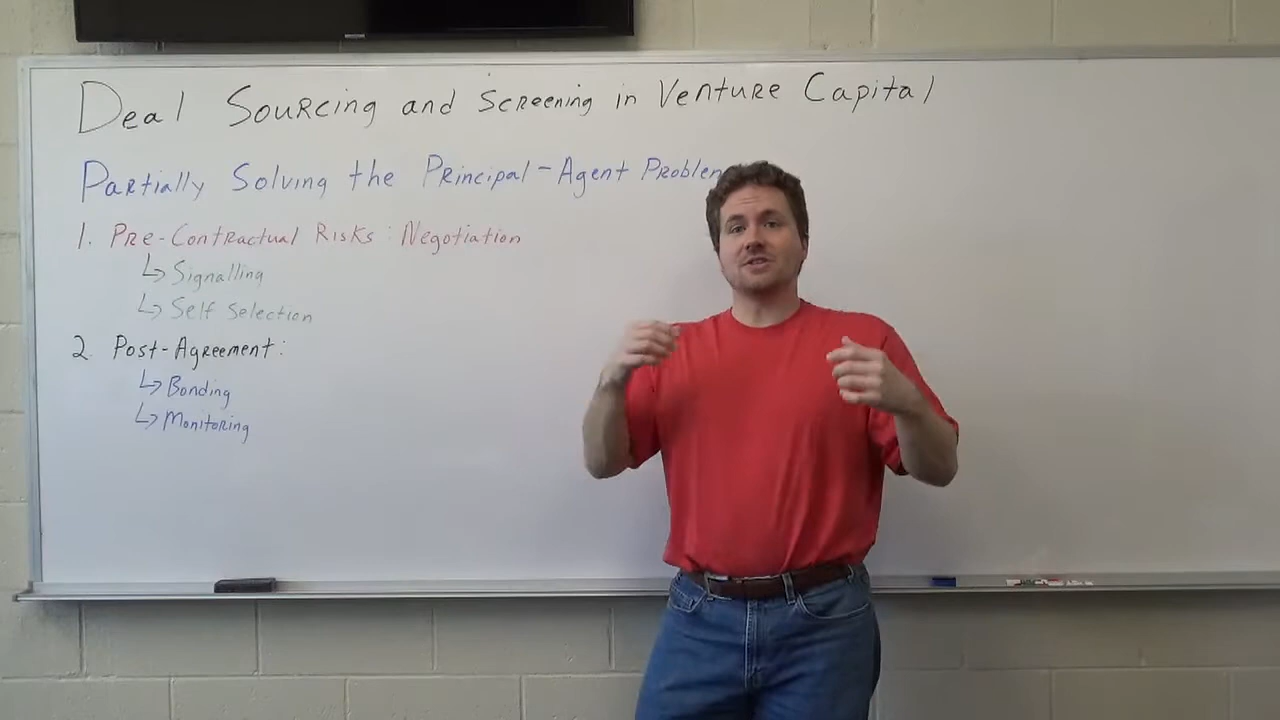 Deal Sourcing and Screening in Venture Capital
Partially Solving the Principal-Agent Problem
1. Pre-Contractual Risks: Negotiation
↳ Signalling
↳ Self Selection
2. Post-Agreement:
↳ Bonding
↳ Monitoring